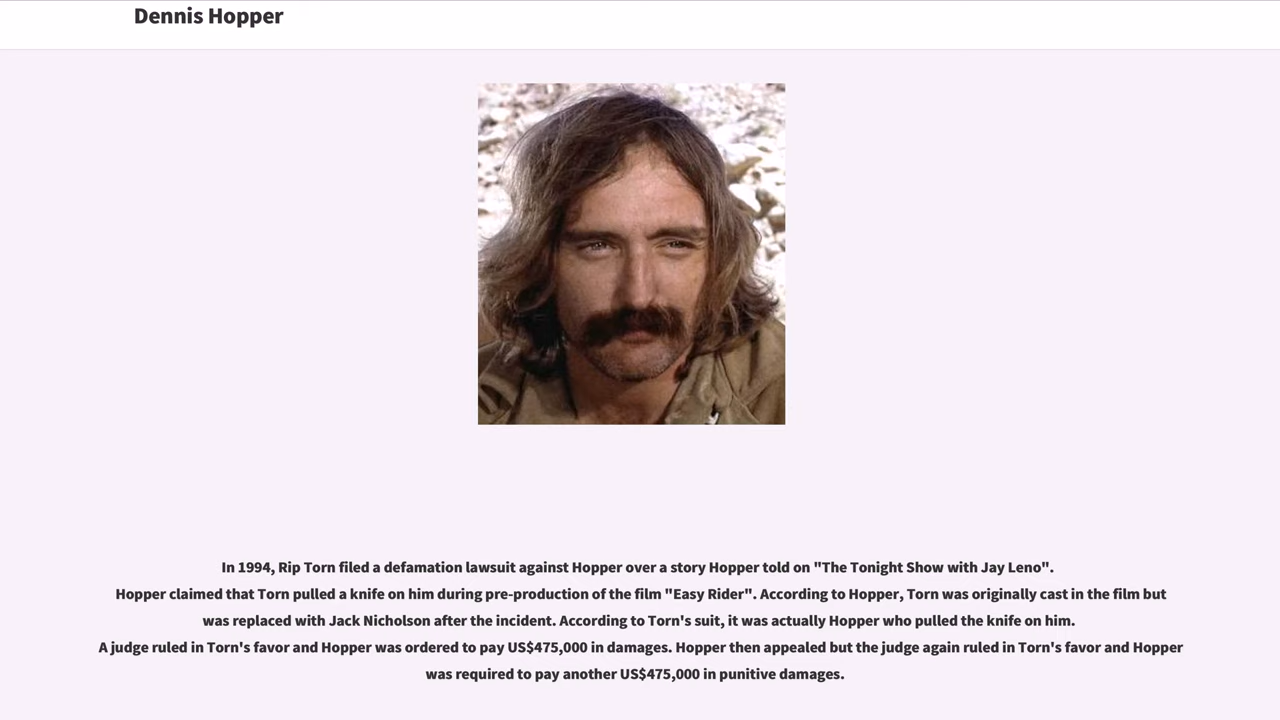 Dennis Hopper
In 1994, Rip Torn filed a defamation lawsuit against Hopper over a story Hopper told on "The Tonight Show with Jay Leno".
Hopper claimed that Torn pulled a knife on him during pre-production of the film "Easy Rider". According to Hopper, Torn was originally cast in the film but
was replaced with Jack Nicholson after the incident. According to Torn's suit, it was actually Hopper who pulled the knife on him.
A judge ruled in Torn's favor and Hopper was ordered to pay US$475,000 in damages. Hopper then appealed but the judge again ruled in Torn's favor and Hopper
was required to pay another US$475,000 in punitive damages.